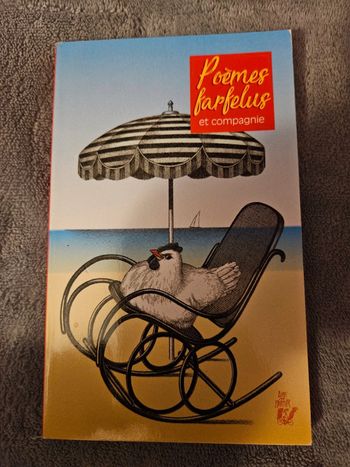 Poèmes
farfelus
et compagnie